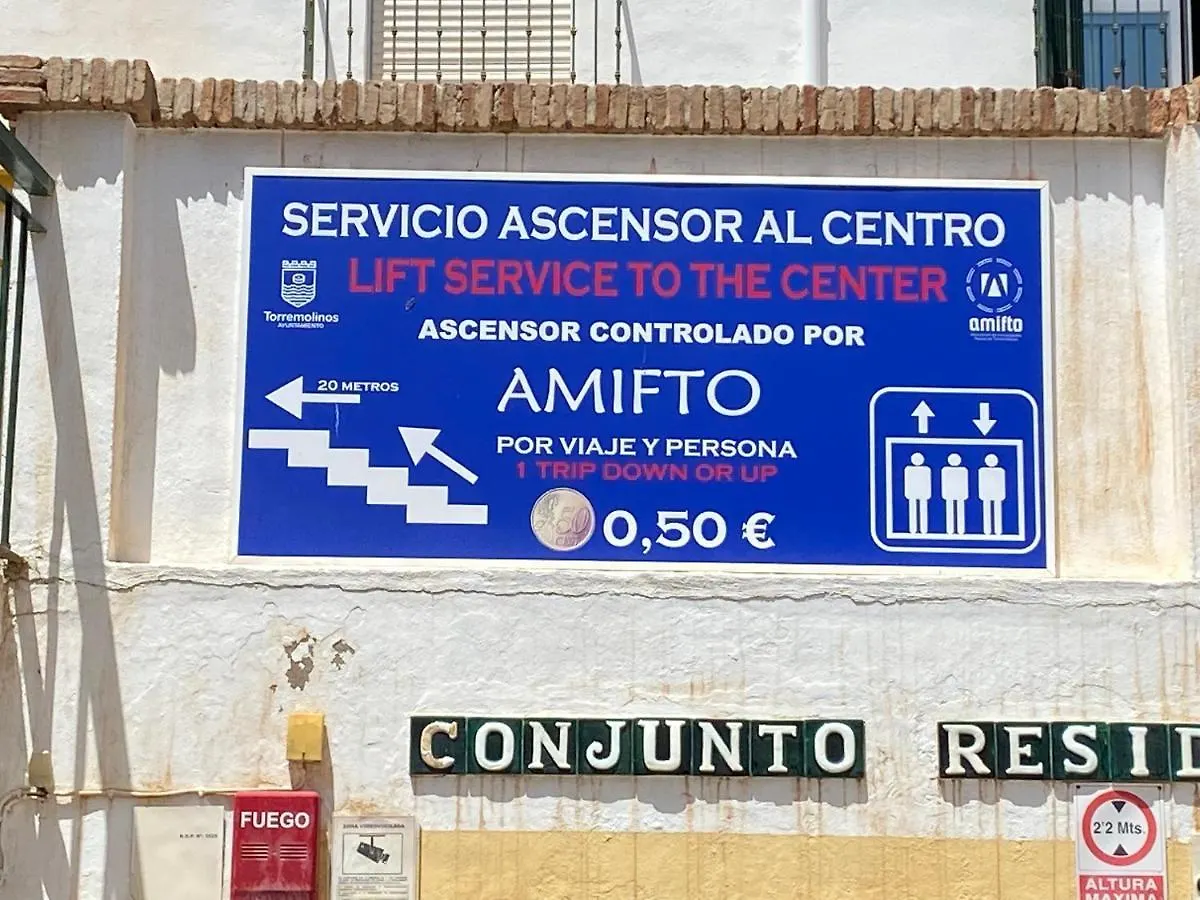 SERVICIO ASCENSOR AL CENTRO
LIFT SERVICE TO THE CENTER
Torremolinos
AYUNTAMIENTO
amifto
ASCENSOR CONTROLADO POR
AMIFTO
20 METROS
POR VIAJE Y PERSONA
1 TRIP DOWN OR UP
50
0,50 €
CONJUNTO RESID
FUEGO
2'2 Mts.
ALTURA
MAXIMA